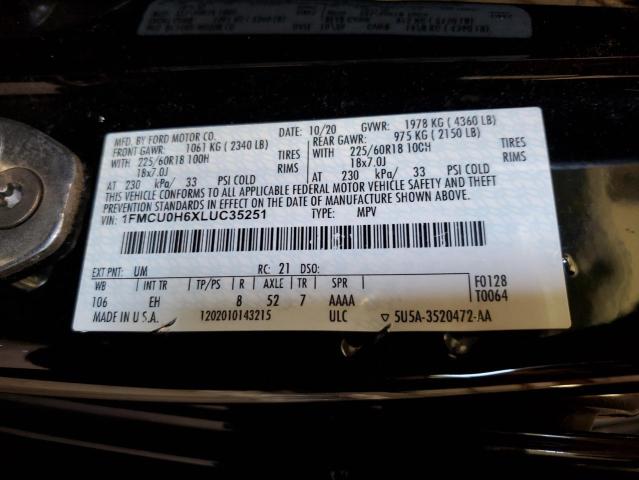 MFD. BY FORD MOTOR CO.
DATE: 10/20 GVWR: 1978 KG ( 4360 LB)
FRONT GAWR: 1061 KG ( 2340 LB)
REAR GAWR: 975 KG ( 2150 LB)
WITH 225/60R18 100H TIRES
WITH 225/60R18 100H TIRES
18x7.0J RIMS
18x7.0J RIMS
AT 230 kPa/ 33 PSI COLD
AT 230 kPa/ 33 PSI COLD
THIS VEHICLE CONFORMS TO ALL APPLICABLE FEDERAL MOTOR VEHICLE SAFETY AND THEFT
PREVENTION STANDARDS IN EFFECT ON THE DATE OF MANUFACTURE SHOWN ABOVE.
VIN: 1FMCU0H6XLUC35251 TYPE: MPV
EXT PNT: UM RC: 21 DSO:
WB INT TR TP/PS R AXLE TR SPR
F0128
106 EH 8 52 7 AAAA
T0064
MADE IN U.S.A. 1202010143215 ULC ▽ 5U5A-3520472-AA